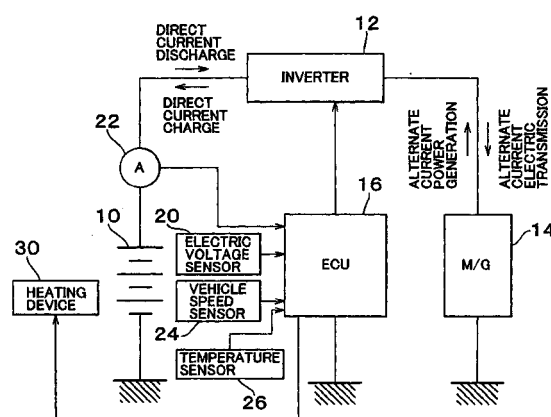 12
DIRECT
CURRENT
DISCHARGE
INVERTER
DIRECT
CURRENT
CHARGE
22
A
ALTERNATE
CURRENT
POWER
GENERATION
ALTERNATE
CURRENT
ELECTRIC
TRANSMISSION
10
20
16
14
30
ELECTRIC
VOLTAGE
SENSOR
ECU
M/G
HEATING
DEVICE
VEHICLE
SPEED
SENSOR
24
TEMPERATURE
SENSOR
26